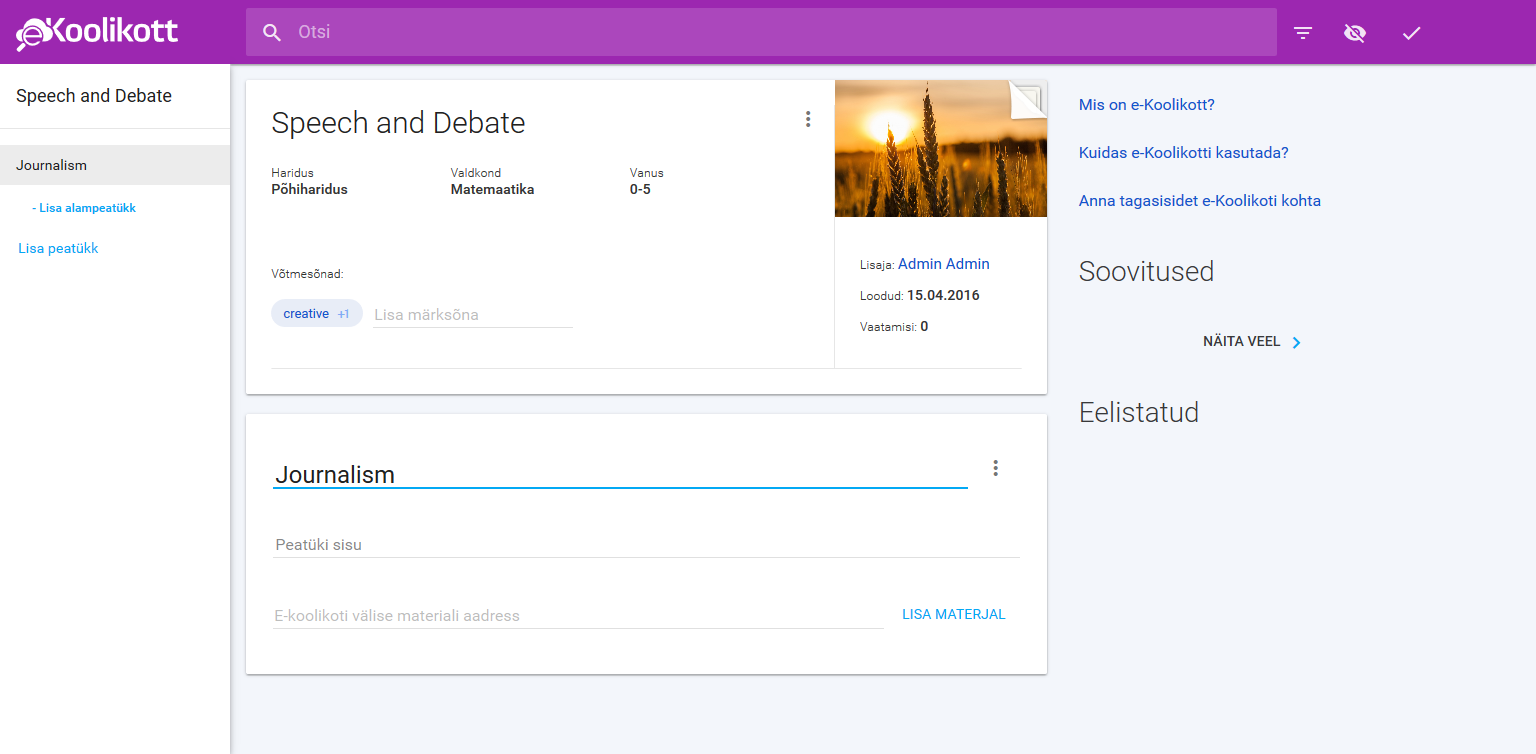 eKoolikott
Otsi
Speech and Debate
Journalism
- Lisa alampeatükk
Lisa peatükk
Speech and Debate
Haridus
Põhiharidus
Valdkond
Matemaatika
Vanus
0-5
Võtmesõnad:
creative +1
Lisa märksõna
Lisaja: Admin Admin
Loodud: 15.04.2016
Vaatamisi: 0
Journalism
Peatüki sisu
E-koolikoti välise materiali aadress
LISA MATERJAL
Mis on e-Koolikott?
Kuidas e-Koolikotti kasutada?
Anna tagasisidet e-Koolikoti kohta
Soovitused
NÄITA VEEL
Eelistatud